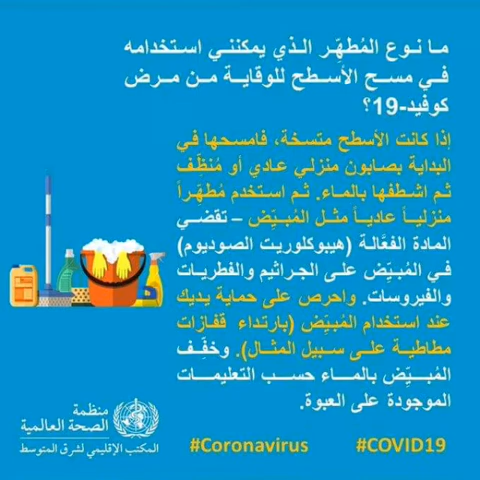 ما نوع المُطهِّر الذي يمكنني استخدامه
في مسح الأسطح للوقاية من مرض
كوفيد-19؟
إذا كانت الأسطح متسخة، فامسحها في
البداية بصابون منزلي عادي أو مُنظِّف
ثم اشطفها بالماء. ثم استخدم مُطهِّراً
منزلياً عادياً مثل المُبيِّض – تقضي
المادة الفعَّالة (هيبوكلوريت الصوديوم)
في المُبيِّض على الجراثيم والفطريات
والفيروسات. واحرص على حماية يديك
عند استخدام المُبيِّض (بارتداء قفازات
مطاطية على سبيل المثال). وخفِّف
المُبيِّض بالماء حسب التعليمات
الموجودة على العبوة.
منظمة
الصحة العالمية
المكتب الإقليمي لشرق المتوسط
#Coronavirus #COVID19